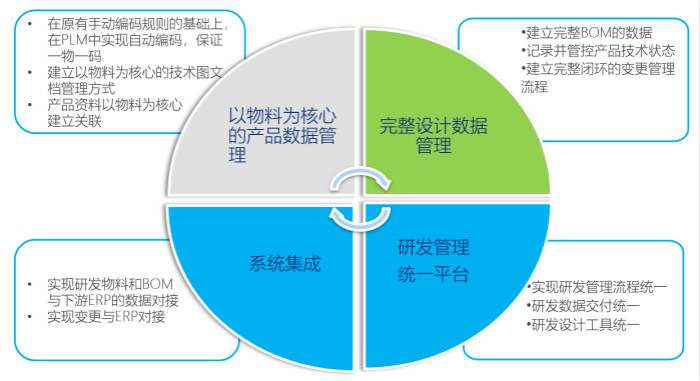 • 在原有手动编码规则的基础上，
在PLM中实现自动编码，保证
一物一码
• 建立以物料为核心的技术图文
档管理方式
• 产品资料以物料为核心
建立关联
•建立完整BOM的数据
•记录并管控产品技术状态
•建立完整闭环的变更管理
流程
以物料为核心
的产品数据管
理
完整设计数据
管理
系统集成
研发管理
统一平台
• 实现研发物料和BOM
与下游ERP的数据对接
• 实现变更与ERP对接
•实现研发管理流程统一
•研发数据交付统一
•研发设计工具统一